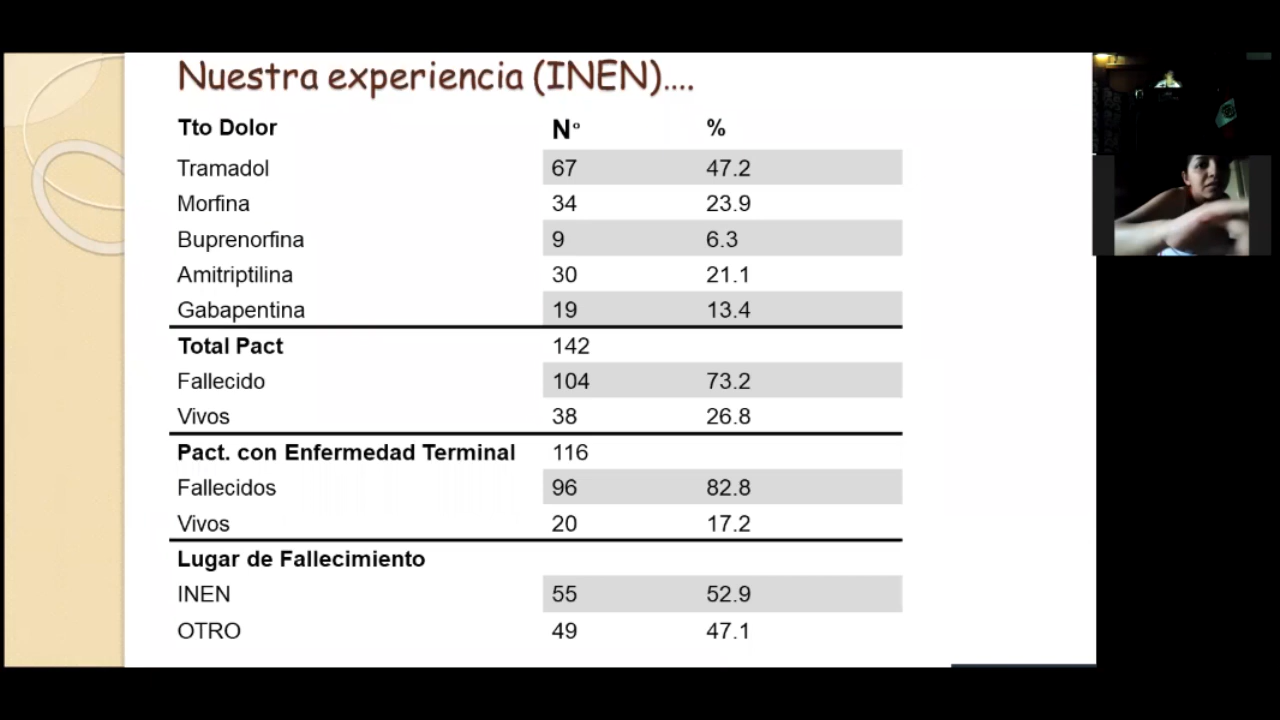 Nuestra experiencia (INEN)....
Tto Dolor N° %
Tramadol 67 47.2
Morfina 34 23.9
Buprenorfina 9 6.3
Amitriptilina 30 21.1
Gabapentina 19 13.4
Total Pact 142
Fallecido 104 73.2
Vivos 38 26.8
Pact. con Enfermedad Terminal 116
Fallecidos 96 82.8
Vivos 20 17.2
Lugar de Fallecimiento
INEN 55 52.9
OTRO 49 47.1